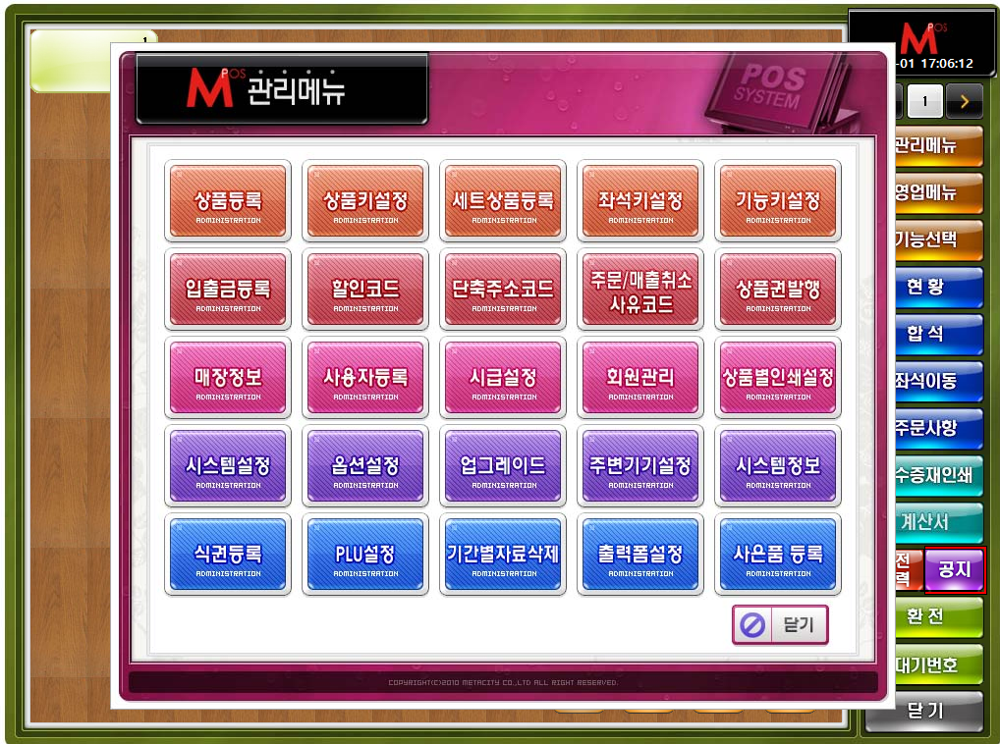 1
M POS
-01 17:06:12
1
M POS 관리메뉴
POS
SYSTEM
상품등록
ADMINISTRATION
상품키설정
ADMINISTRATION
세트상품등록
ADMINISTRATION
좌석키설정
ADMINISTRATION
기능키설정
ADMINISTRATION
입출금등록
ADMINISTRATION
할인코드
ADMINISTRATION
단축주소코드
ADMINISTRATION
주문/매출취소
사유코드
상품권발행
ADMINISTRATION
매장정보
ADMINISTRATION
사용자등록
ADMINISTRATION
시급설정
ADMINISTRATION
회원관리
ADMINISTRATION
상품별인쇄설정
ADMINISTRATION
시스템설정
ADMINISTRATION
옵션설정
ADMINISTRATION
업그레이드
ADMINISTRATION
주변기기설정
ADMINISTRATION
시스템정보
ADMINISTRATION
식권등록
ADMINISTRATION
PLU설정
ADMINISTRATION
기간별자료삭제
ADMINISTRATION
출력폼설정
ADMINISTRATION
사은품 등록
ADMINISTRATION
닫기
COPYRIGHT(C)2010 METACITY CO.,LTD ALL RIGHT RESERVED.
관리메뉴
영업메뉴
기능선택
현 황
합 석
좌석이동
주문사항
수증재인쇄
계산서
전
력
공지
환 전
대기번호
닫 기